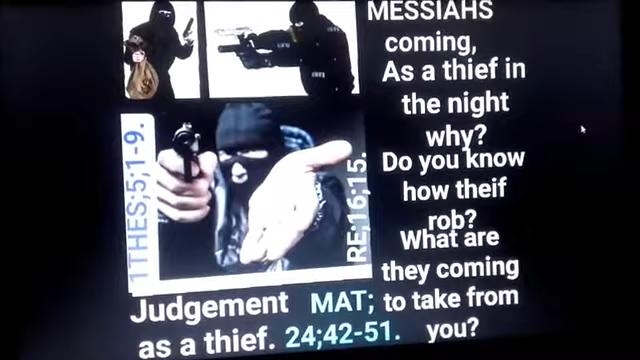 MESSIAHS
coming,
As a thief in
the night
why?
Do you know
how theif
rob?
What are
they coming
to take from
you?
1THES;5;1-9.
RE;16;15.
Judgement
as a thief.
MAT;
24;42-51.